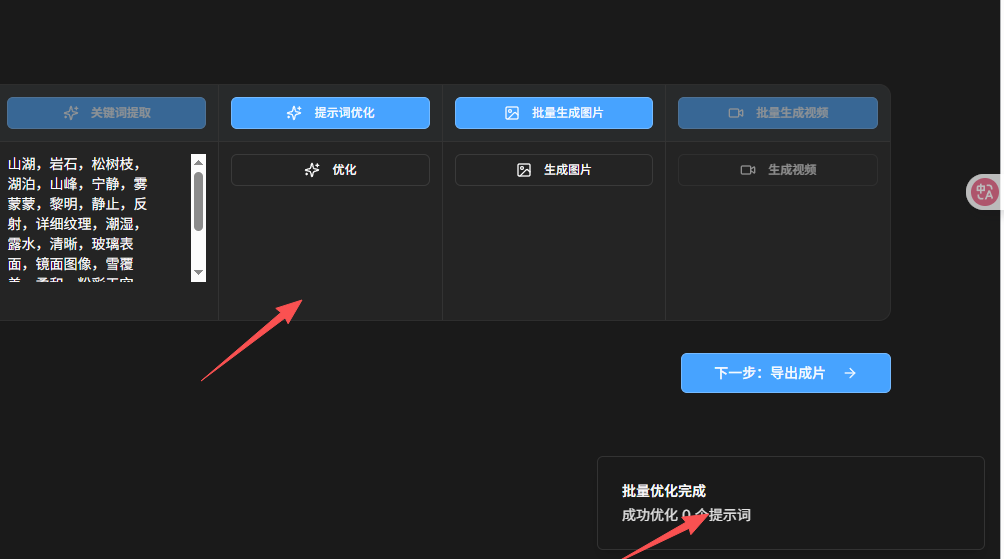 关键词提取
提示词优化
批量生成图片
批量生成视频
山湖，岩石，松树枝，
湖泊，山峰，宁静，雾
蒙蒙，黎明，静止，反
射，详细纹理，潮湿，
露水，清晰，玻璃表
面，镜面图像，雪覆
优化
生成图片
生成视频
中A
下一步：导出成片
批量优化完成
成功优化 0 个提示词